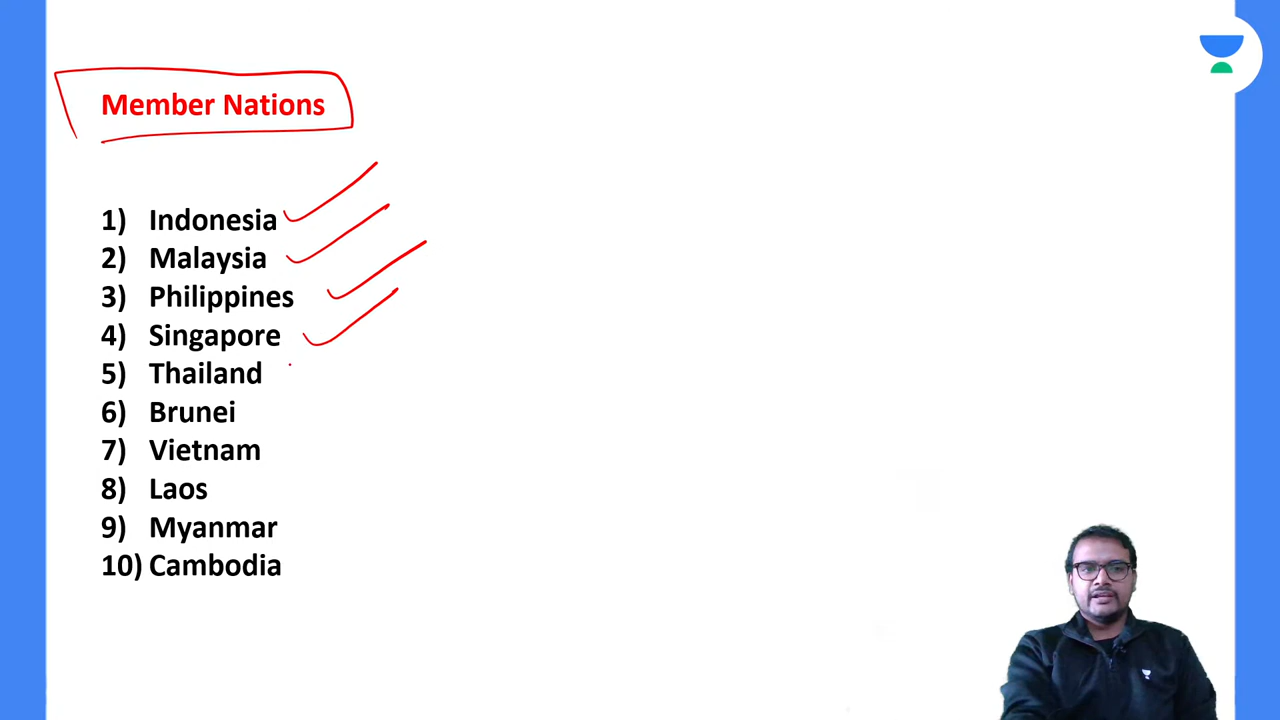 Member Nations
1) Indonesia
2) Malaysia
3) Philippines
4) Singapore
5) Thailand
6) Brunei
7) Vietnam
8) Laos
9) Myanmar
10) Cambodia